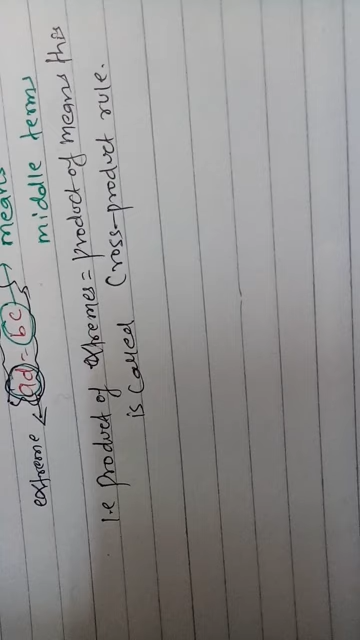 extreme ← ad = bc → means
middle terms
i.e product of extremes = product of means this
is called Cross-product rule.